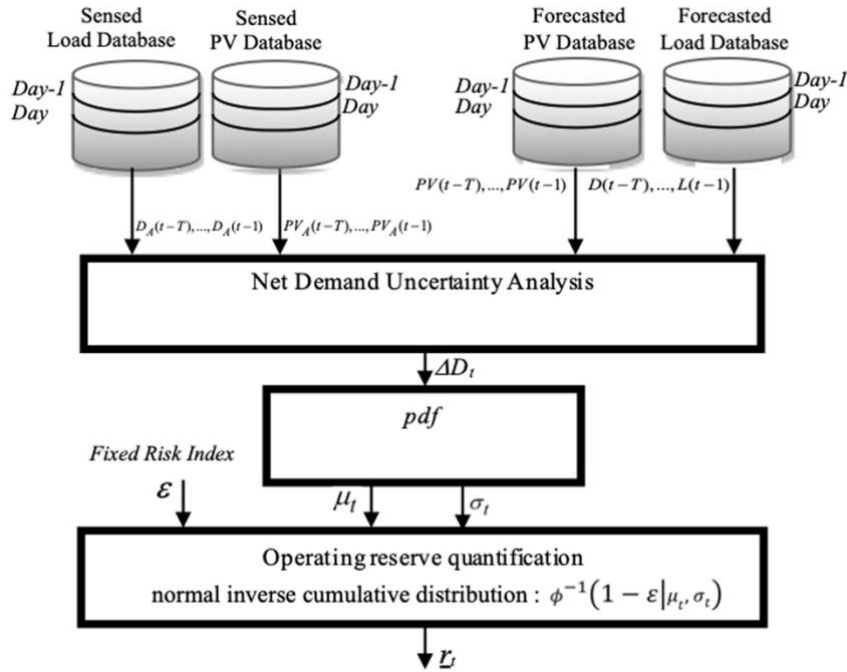 Sensed
Load Database
Sensed
PV Database
Forecasted
PV Database
Forecasted
Load Database
Day-1
Day
Day-1
Day
Day-1
Day
Day-1
Day
PV(t−T),...,PV(t−1)
D(t−T),...,L(t−1)
D_A(t−T),...,D_A(t−1)
PV_A(t−T),...,PV_A(t−1)
Net Demand Uncertainty Analysis
ΔD_t
pdf
Fixed Risk Index
ε
μ_t
σ_t
Operating reserve quantification
normal inverse cumulative distribution : ϕ⁻¹(1 − ε|μ_t, σ_t)
r_t